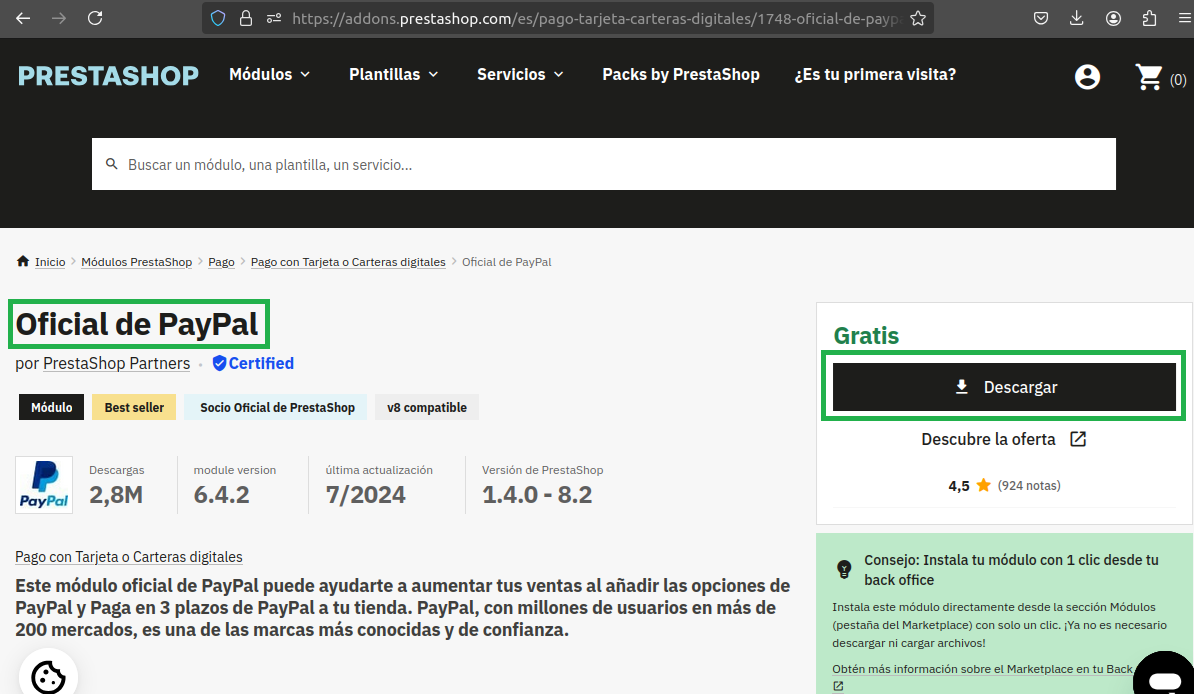 https://addons.prestashop.com/es/pago-tarjeta-carteras-digitales/1748-oficial-de-payp
PRESTASHOP Módulos Plantillas Servicios Packs by PrestaShop ¿Es tu primera visita? (0)
Buscar un módulo, una plantilla, un servicio...
Inicio > Módulos PrestaShop > Pago > Pago con Tarjeta o Carteras digitales > Oficial de PayPal
Oficial de PayPal
por PrestaShop Partners · Certified
Módulo Best seller Socio Oficial de PrestaShop v8 compatible
PayPal
Descargas
2,8M
module version
6.4.2
última actualización
7/2024
Versión de PrestaShop
1.4.0 - 8.2
Pago con Tarjeta o Carteras digitales
Este módulo oficial de PayPal puede ayudarte a aumentar tus ventas al añadir las opciones de
PayPal y Paga en 3 plazos de PayPal a tu tienda. PayPal, con millones de usuarios en más de
200 mercados, es una de las marcas más conocidas y de confianza.
Gratis
Descargar
Descubre la oferta
4,5 (924 notas)
Consejo: Instala tu módulo con 1 clic desde tu
back office
Instala este módulo directamente desde la sección Módulos
(pestaña del Marketplace) con solo un clic. ¡Ya no es necesario
descargar ni cargar archivos!
Obtén más información sobre el Marketplace en tu Back